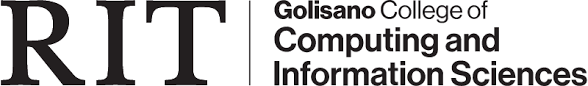 RIT
Golisano College of
Computing and
Information Sciences